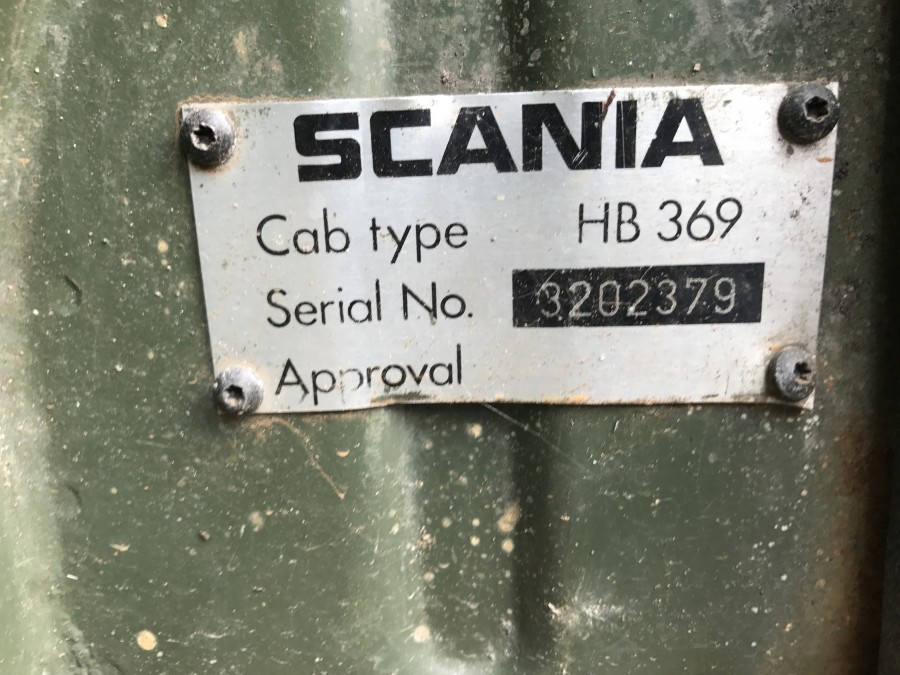 SCANIA
Cab type HB 369
Serial No. 3202379
Approval